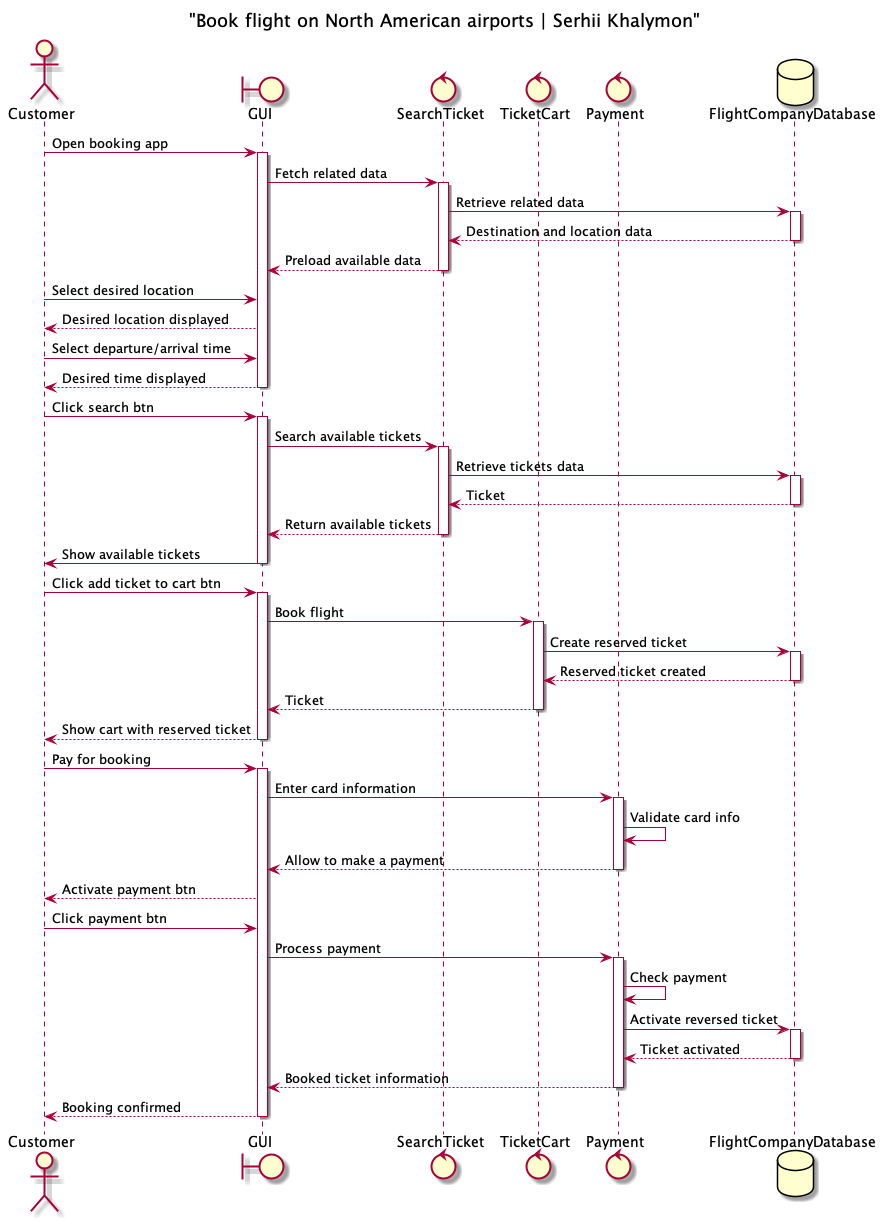 "Book flight on North American airports | Serhii Khalymon"
Customer GUI SearchTicket TicketCart Payment FlightCompanyDatabase
Open booking app
Fetch related data
Retrieve related data
Destination and location data
Preload available data
Select desired location
Desired location displayed
Select departure/arrival time
Desired time displayed
Click search btn
Search available tickets
Retrieve tickets data
Ticket
Return available tickets
Show available tickets
Click add ticket to cart btn
Book flight
Create reserved ticket
Reserved ticket created
Ticket
Show cart with reserved ticket
Pay for booking
Enter card information
Validate card info
Allow to make a payment
Activate payment btn
Click payment btn
Process payment
Check payment
Activate reversed ticket
Ticket activated
Booked ticket information
Booking confirmed
Customer GUI SearchTicket TicketCart Payment FlightCompanyDatabase